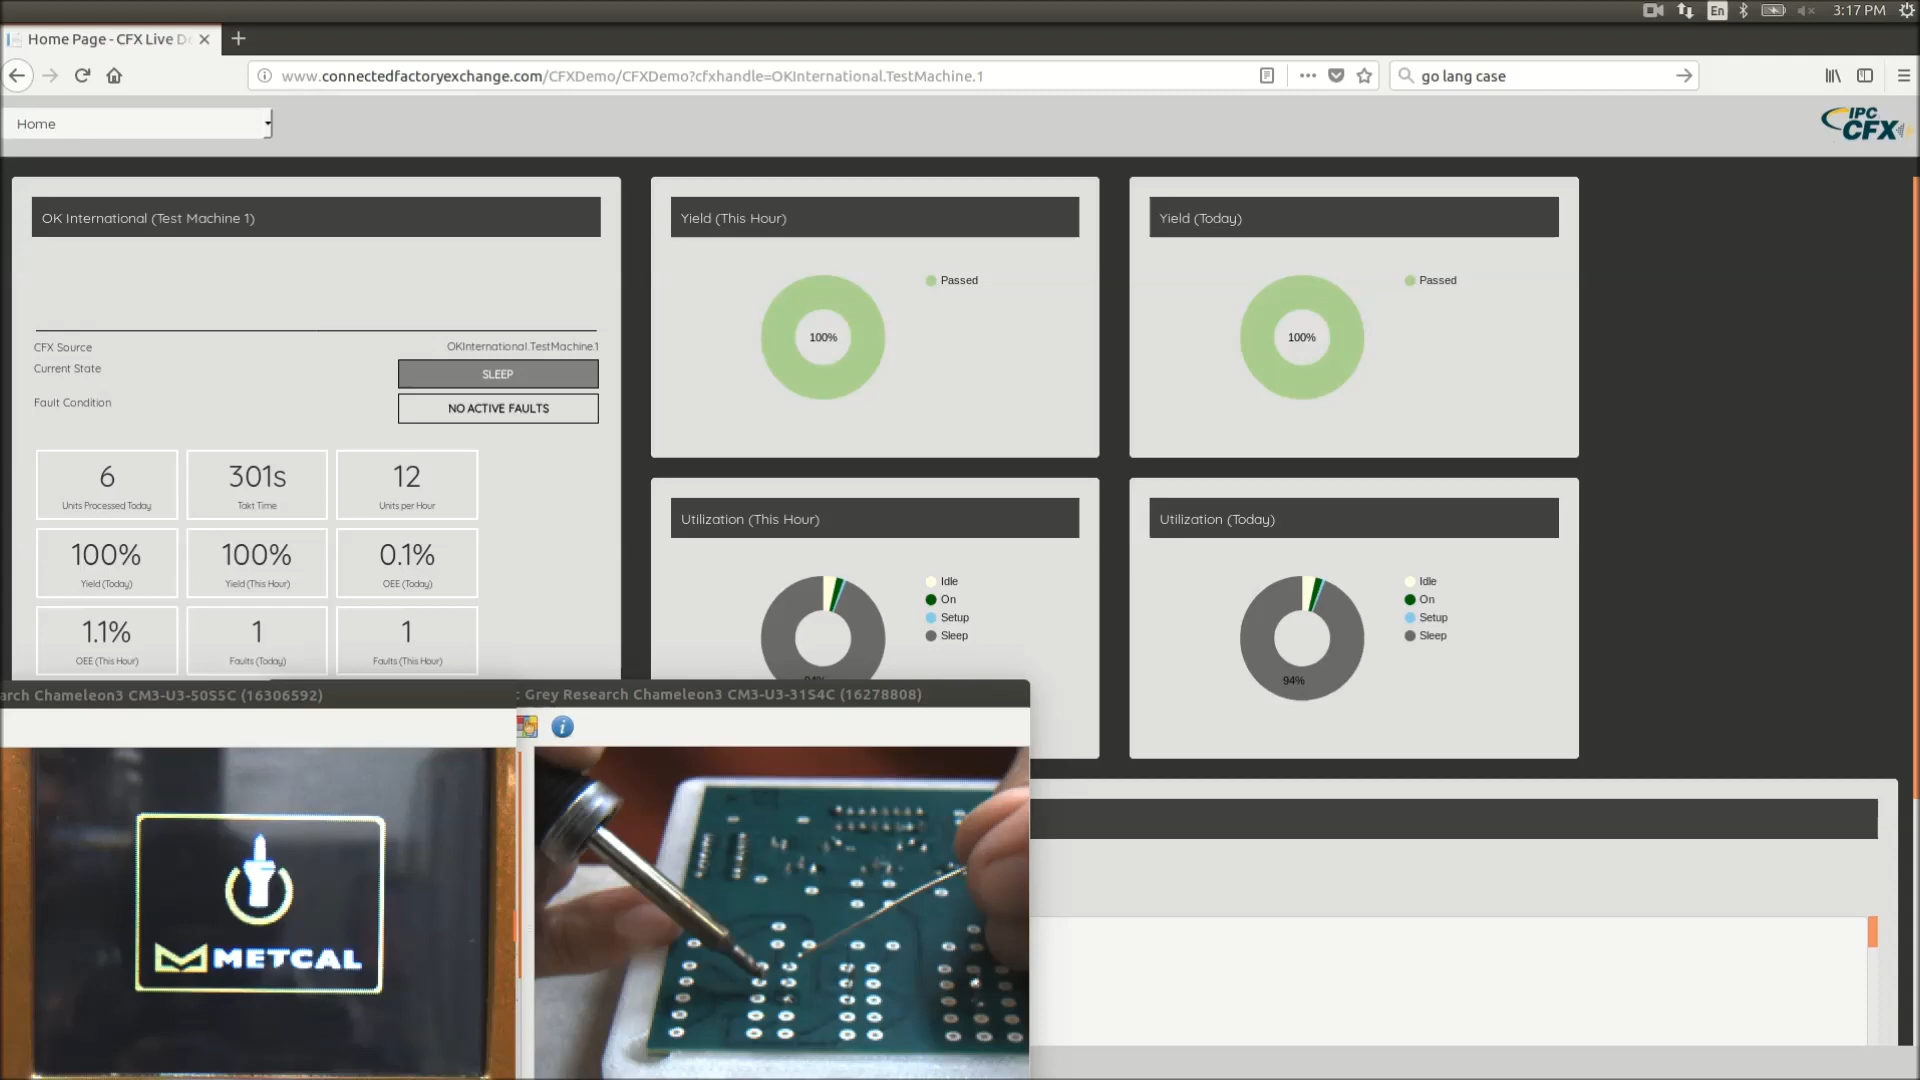 En
3:17 PM
Home Page - CFX Live D
www.connectedfactoryexchange.com/CFXDemo/CFXDemo?cfxhandle=OKInternational.TestMachine.1
go lang case
Home
IPC
CFX
OK International (Test Machine 1)
CFX Source
OKInternational.TestMachine.1
Current State
SLEEP
Fault Condition
NO ACTIVE FAULTS
6
Units Processed Today
301s
Takt Time
12
Units per Hour
100%
Yield (Today)
100%
Yield (This Hour)
0.1%
OEE (Today)
1.1%
OEE (This Hour)
1
Faults (Today)
1
Faults (This Hour)
Yield (This Hour)
100%
Passed
Yield (Today)
100%
Passed
Utilization (This Hour)
Idle
On
Setup
Sleep
94%
Utilization (Today)
Idle
On
Setup
Sleep
94%
arch Chameleon3 CM3-U3-50S5C (16306592)
: Grey Research Chameleon3 CM3-U3-31S4C (16278808)
METCAL